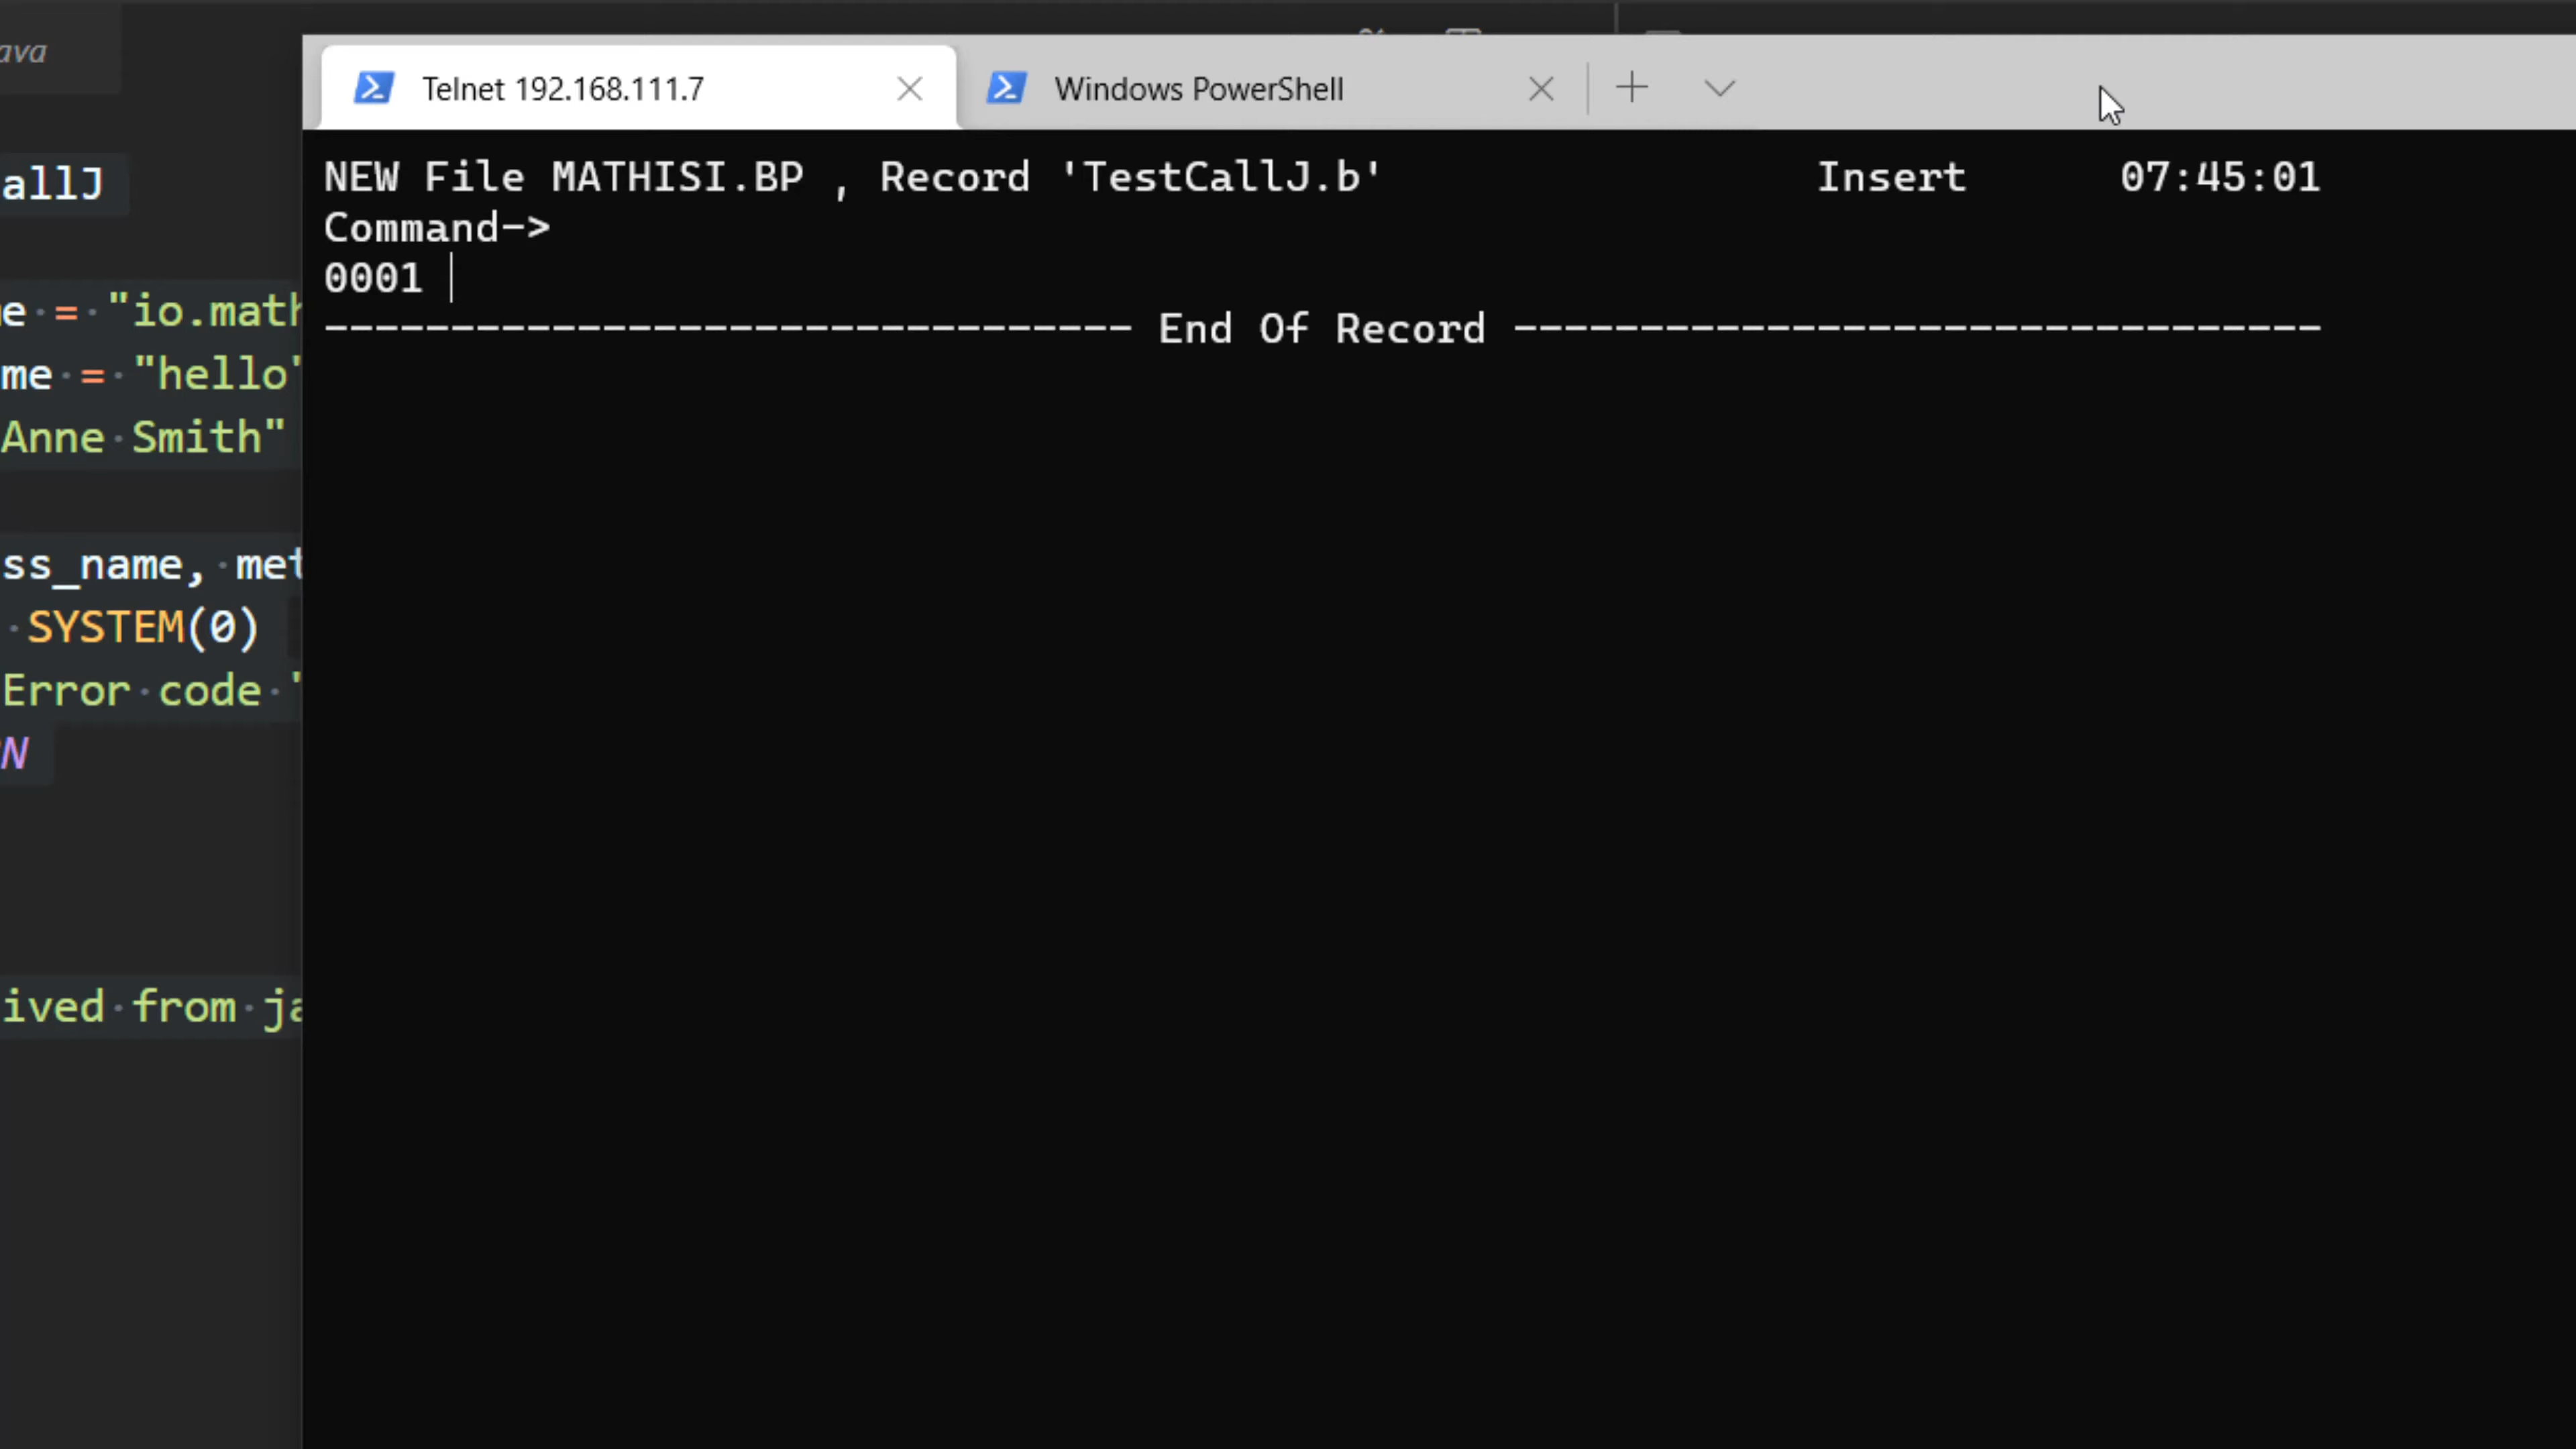 Telnet 192.168.111.7
Windows PowerShell
NEW File MATHISI.BP , Record 'TestCallJ.b' Insert 07:45:01
Command->
0001
------------------------------- End Of Record -------------------------------
ava
allJ
e = "io.math
me = "hello"
Anne Smith"
ss_name, met
SYSTEM(0)
Error code "
N
ived from ja